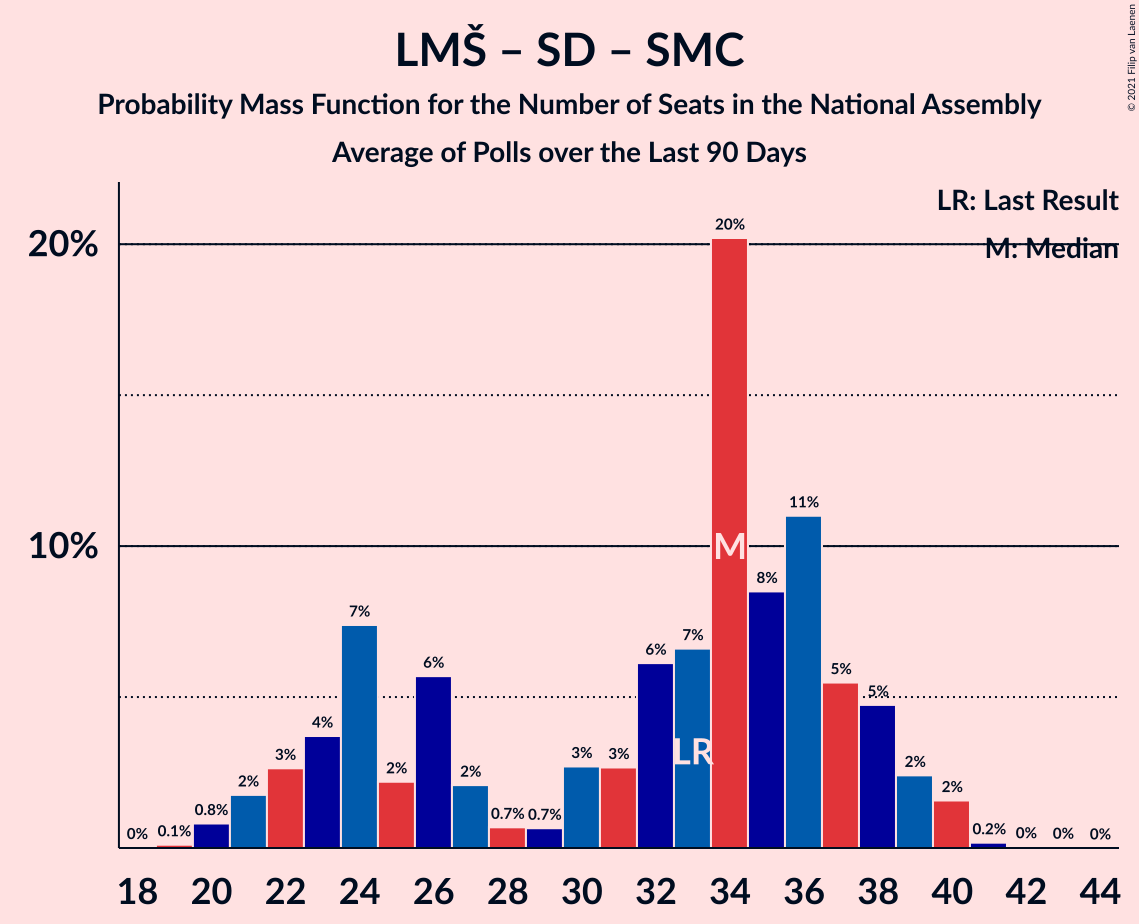 LMŠ – SD – SMC
Probability Mass Function for the Number of Seats in the National Assembly
Average of Polls over the Last 90 Days
© 2021 Filip van Laenen
LR: Last Result
M: Median
20%
10%
0% 0.1% 0.8% 2% 3% 4% 7% 2% 6% 2% 0.7% 0.7% 3% 3% 6% 7% 20% 8% 11% 5% 5% 2% 2% 0.2% 0% 0% 0%
M
LR
18 20 22 24 26 28 30 32 34 36 38 40 42 44